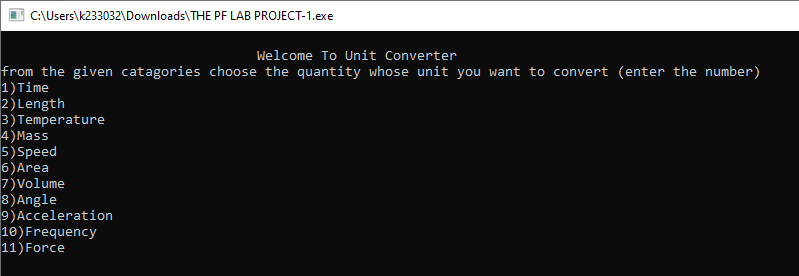 C:\Users\k233032\Downloads\THE PF LAB PROJECT-1.exe
Welcome To Unit Converter
from the given catagories choose the quantity whose unit you want to convert (enter the number)
1)Time
2)Length
3)Temperature
4)Mass
5)Speed
6)Area
7)Volume
8)Angle
9)Acceleration
10)Frequency
11)Force